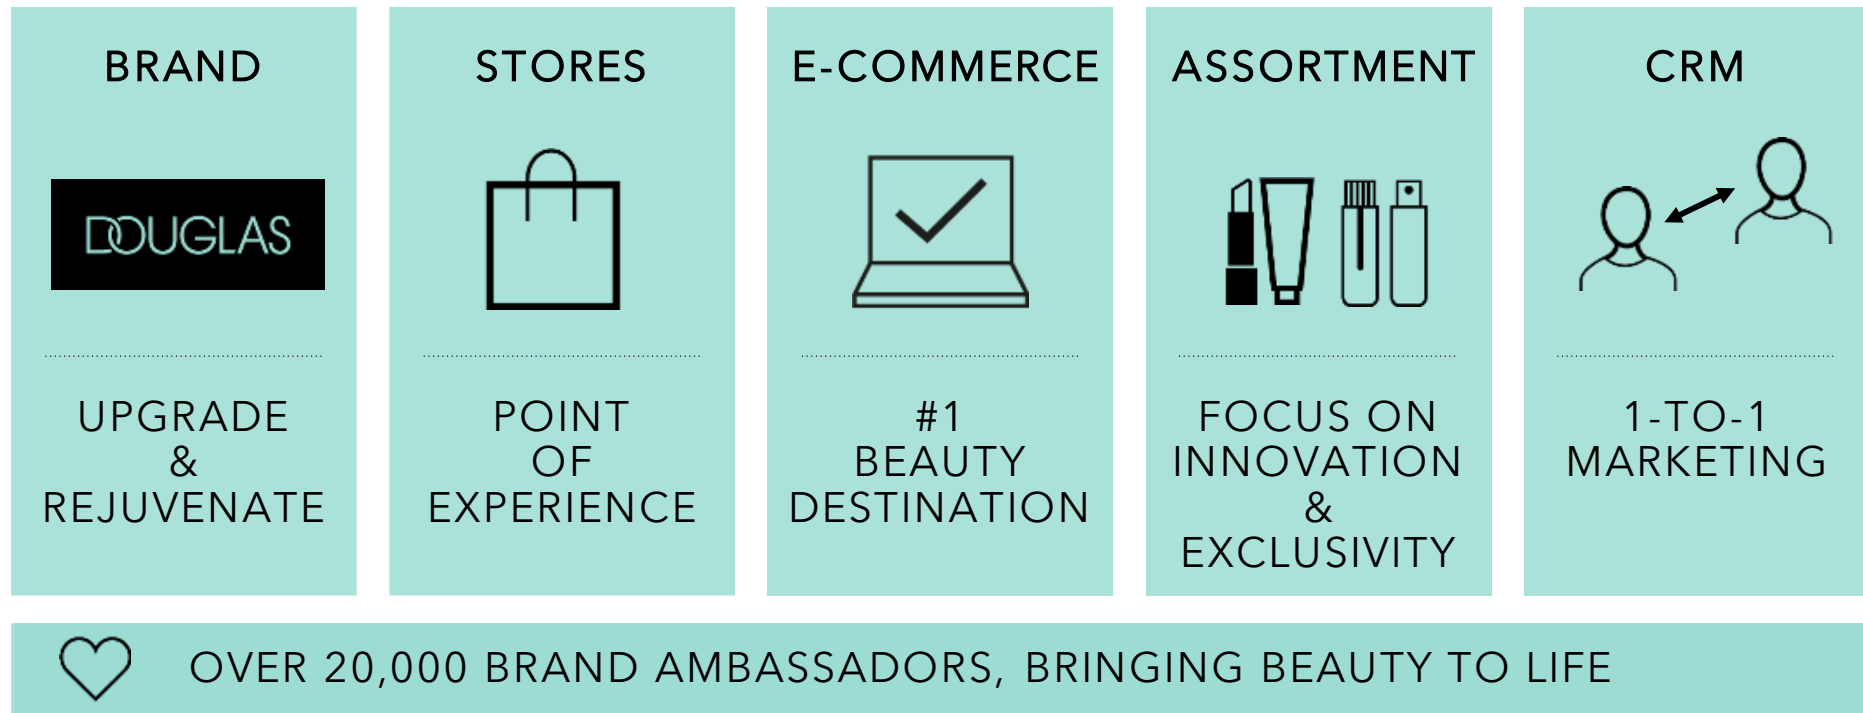 BRAND
DOUGLAS
UPGRADE
&
REJUVENATE
STORES
POINT
OF
EXPERIENCE
E-COMMERCE
#1
BEAUTY
DESTINATION
ASSORTMENT
FOCUS ON
INNOVATION
&
EXCLUSIVITY
CRM
1-TO-1
MARKETING
OVER 20,000 BRAND AMBASSADORS, BRINGING BEAUTY TO LIFE